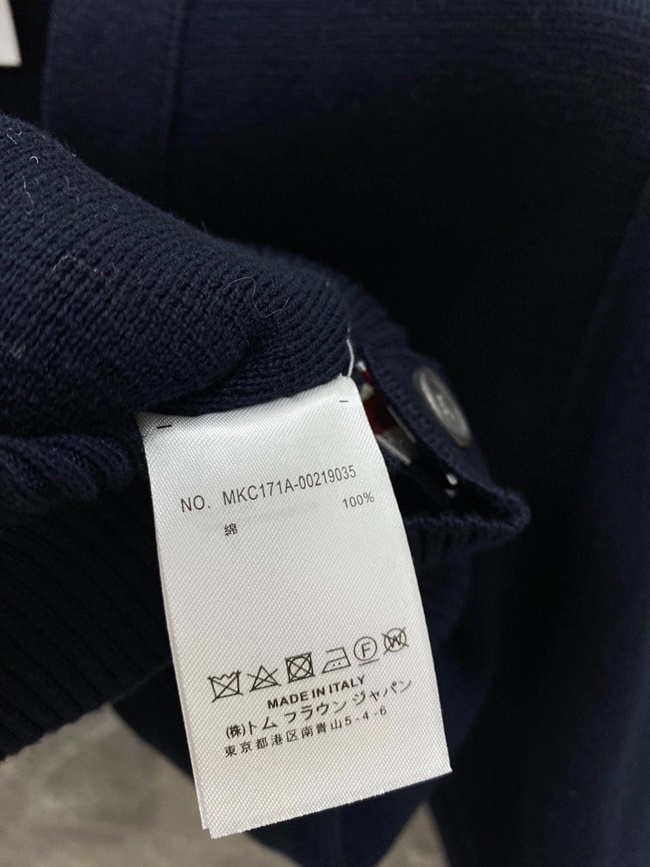 NO. MKC171A-00219035
綿 100%
F W
MADE IN ITALY
(株)トム ブラウン ジャパン
東京都港区南青山5-4-6